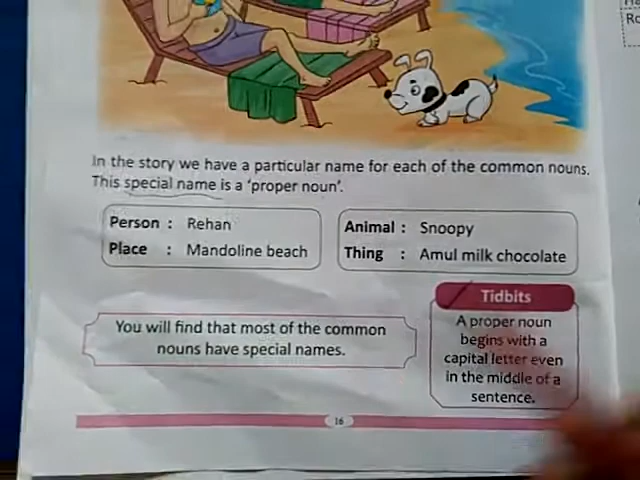 In the story we have a particular name for each of the common nouns.
This special name is a 'proper noun'.
Person : Rehan
Place : Mandoline beach
Animal : Snoopy
Thing : Amul milk chocolate
You will find that most of the common
nouns have special names.
Tidbits
A proper noun
begins with a
capital letter even
in the middle of a
sentence.
16